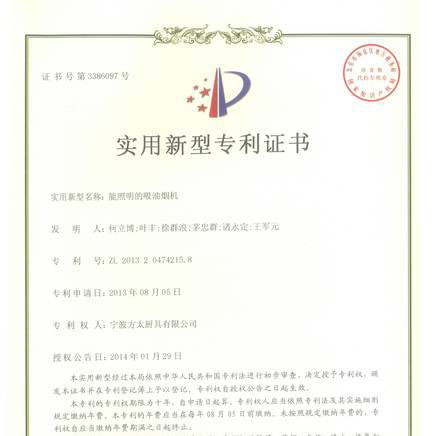 证书号第3386097号
实用新型专利证书
实用新型名称：能照明的吸油烟机
发 明 人：何立博;叶丰;徐群浪;茅忠群;诸永定;王军元
专 利 号：ZL 2013 2 0474215.8
专利申请日：2013年08月05日
专 利 权 人：宁波方太厨具有限公司
授权公告日：2014年01月29日
本实用新型经过本局依照中华人民共和国专利法进行初步审查，决定授予专利权，颁
发本证书并在专利登记簿上予以登记。专利权自授权公告之日起生效。
本专利的专利权期限为十年，自申请日起算。专利权人应当依照专利法及其实施细则
规定缴纳年费。本专利的年费应当在每年08月05日前缴纳。未按照规定缴纳年费的，专
利权自应当缴纳年费期满之日起终止。